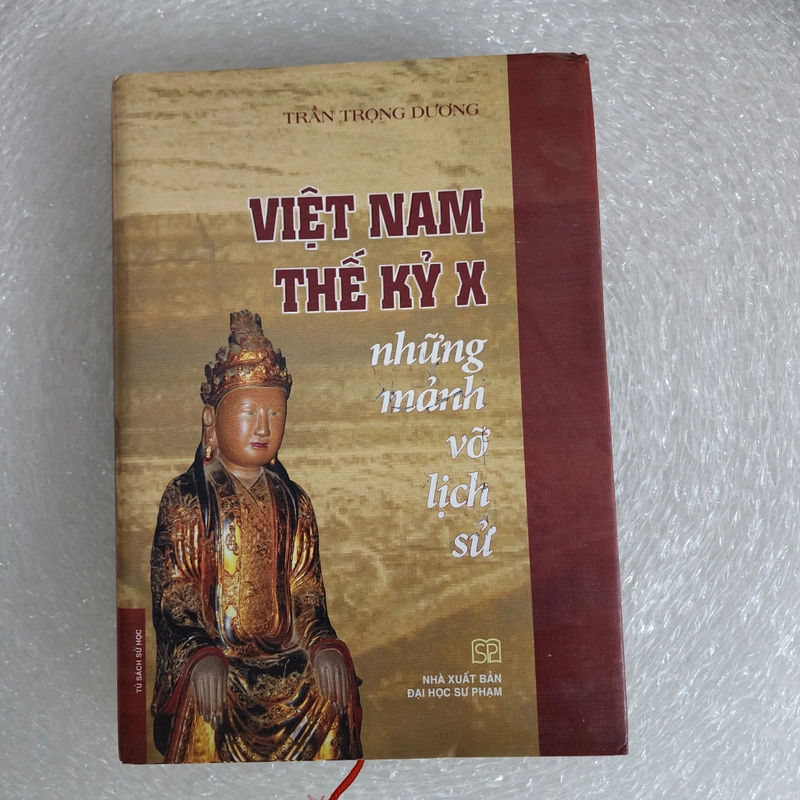 TRẦN TRỌNG DƯƠNG
VIỆT NAM
THẾ KỶ X
những
mảnh
vỡ
lịch
sử
TỦ SÁCH SỬ HỌC
SP
NHÀ XUẤT BẢN
ĐẠI HỌC SƯ PHẠM